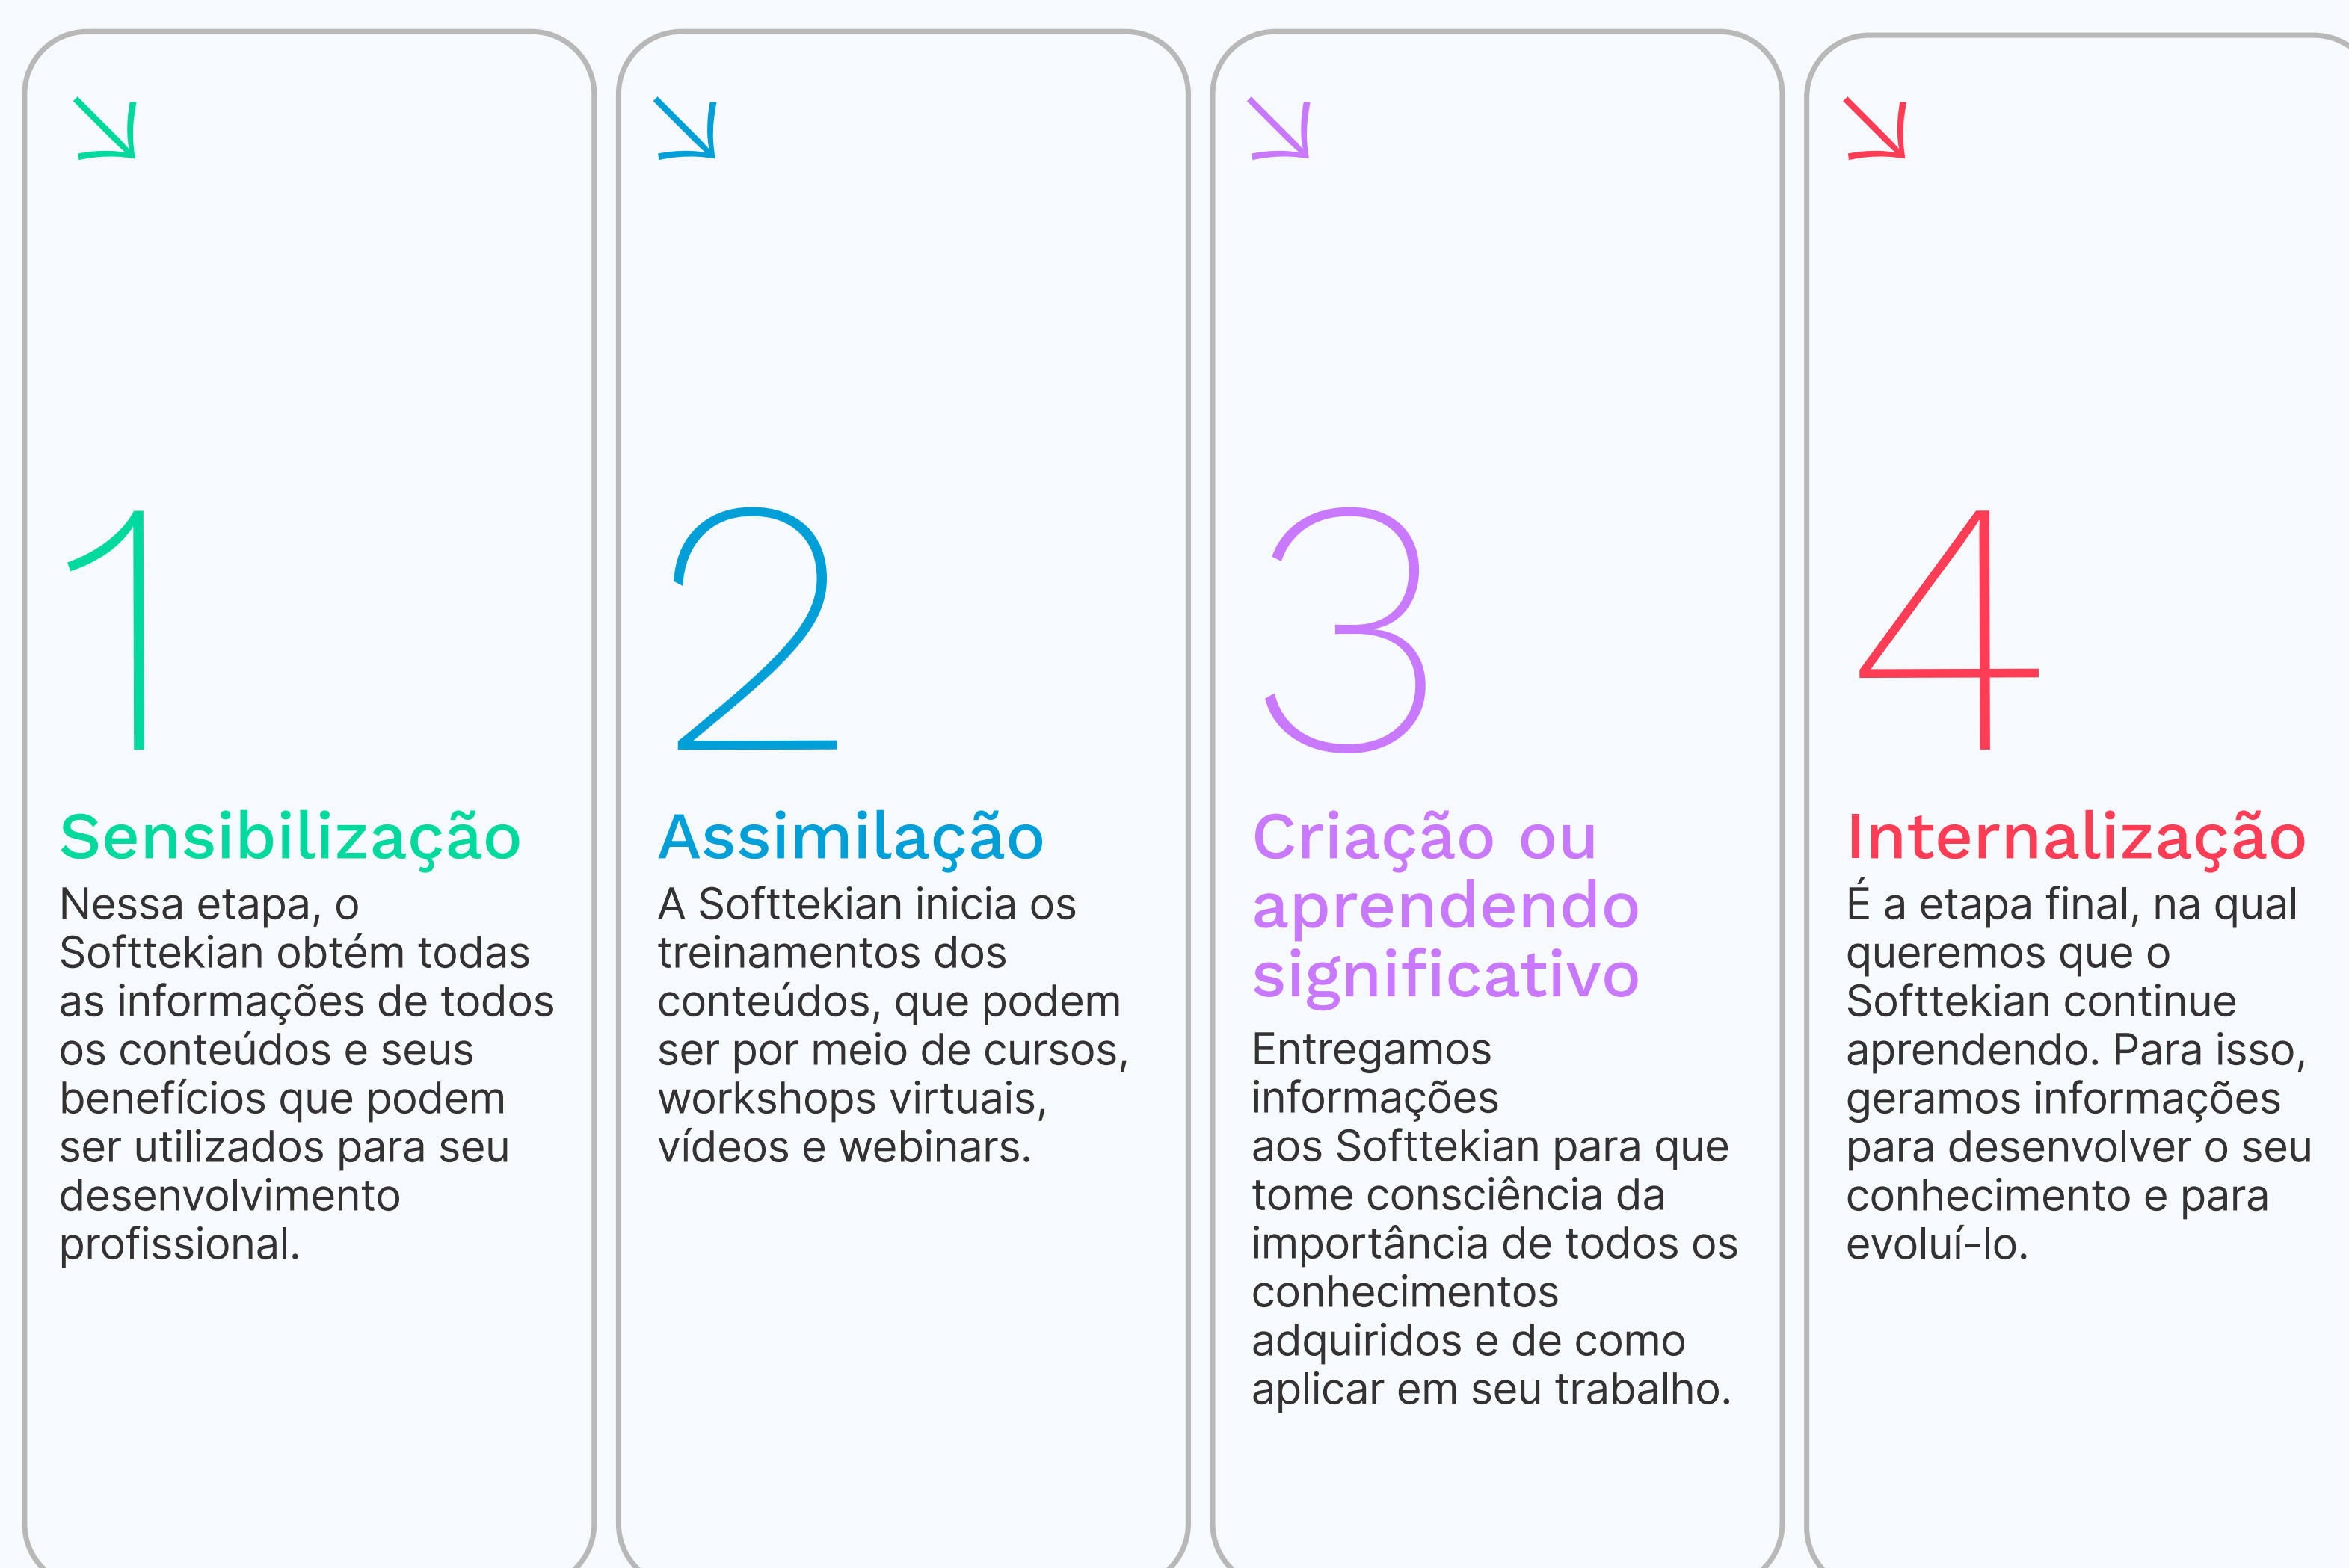 1
Sensibilização
Nessa etapa, o
Softtekian obtém todas
as informações de todos
os conteúdos e seus
benefícios que podem
ser utilizados para seu
desenvolvimento
profissional.
2
Assimilação
A Softtekian inicia os
treinamentos dos
conteúdos, que podem
ser por meio de cursos,
workshops virtuais,
vídeos e webinars.
3
Criação ou
aprendendo
significativo
Entregamos
informações
aos Softtekian para que
tome consciência da
importância de todos os
conhecimentos
adquiridos e de como
aplicar em seu trabalho.
4
Internalização
É a etapa final, na qual
queremos que o
Softtekian continue
aprendendo. Para isso,
geramos informações
para desenvolver o seu
conhecimento e para
evoluí-lo.